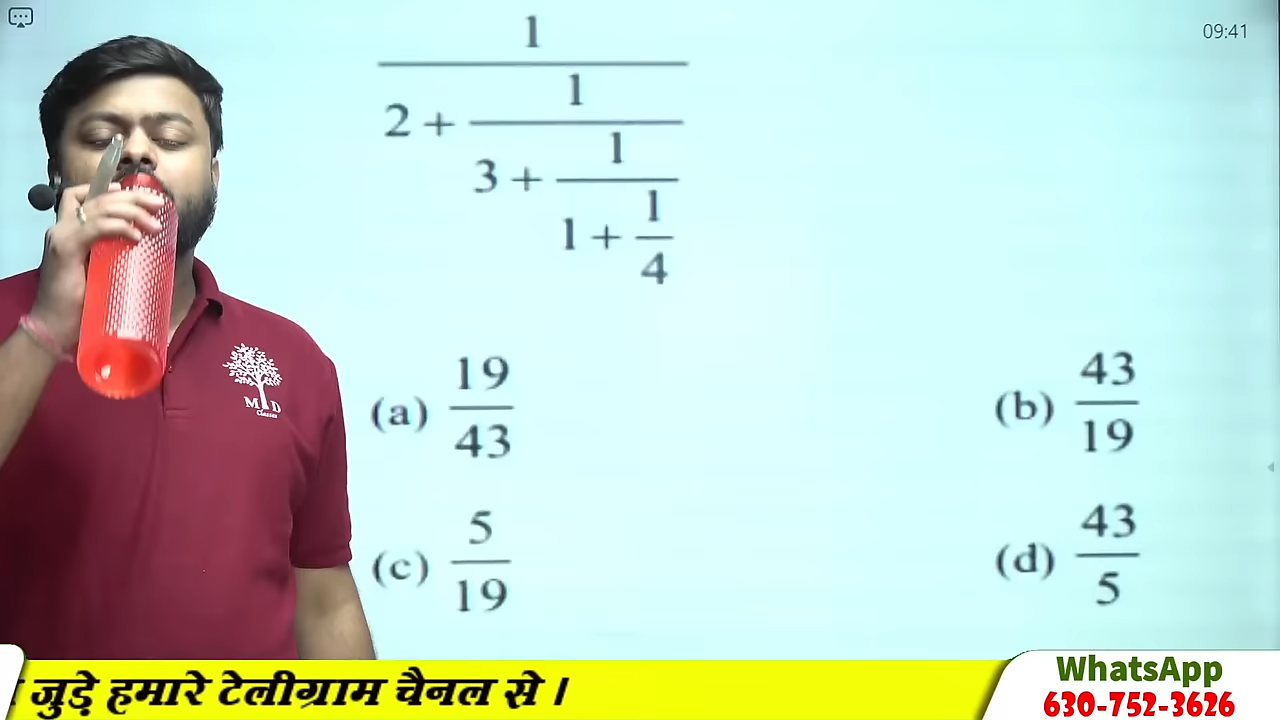 09:41
1
2 + 1
3 + 1
1 + 1
4
(a) 19/43
(b) 43/19
(c) 5/19
(d) 43/5
M D
Classes
जुड़े हमारे टेलीग्राम चैनल से ।
WhatsApp
630-752-3626